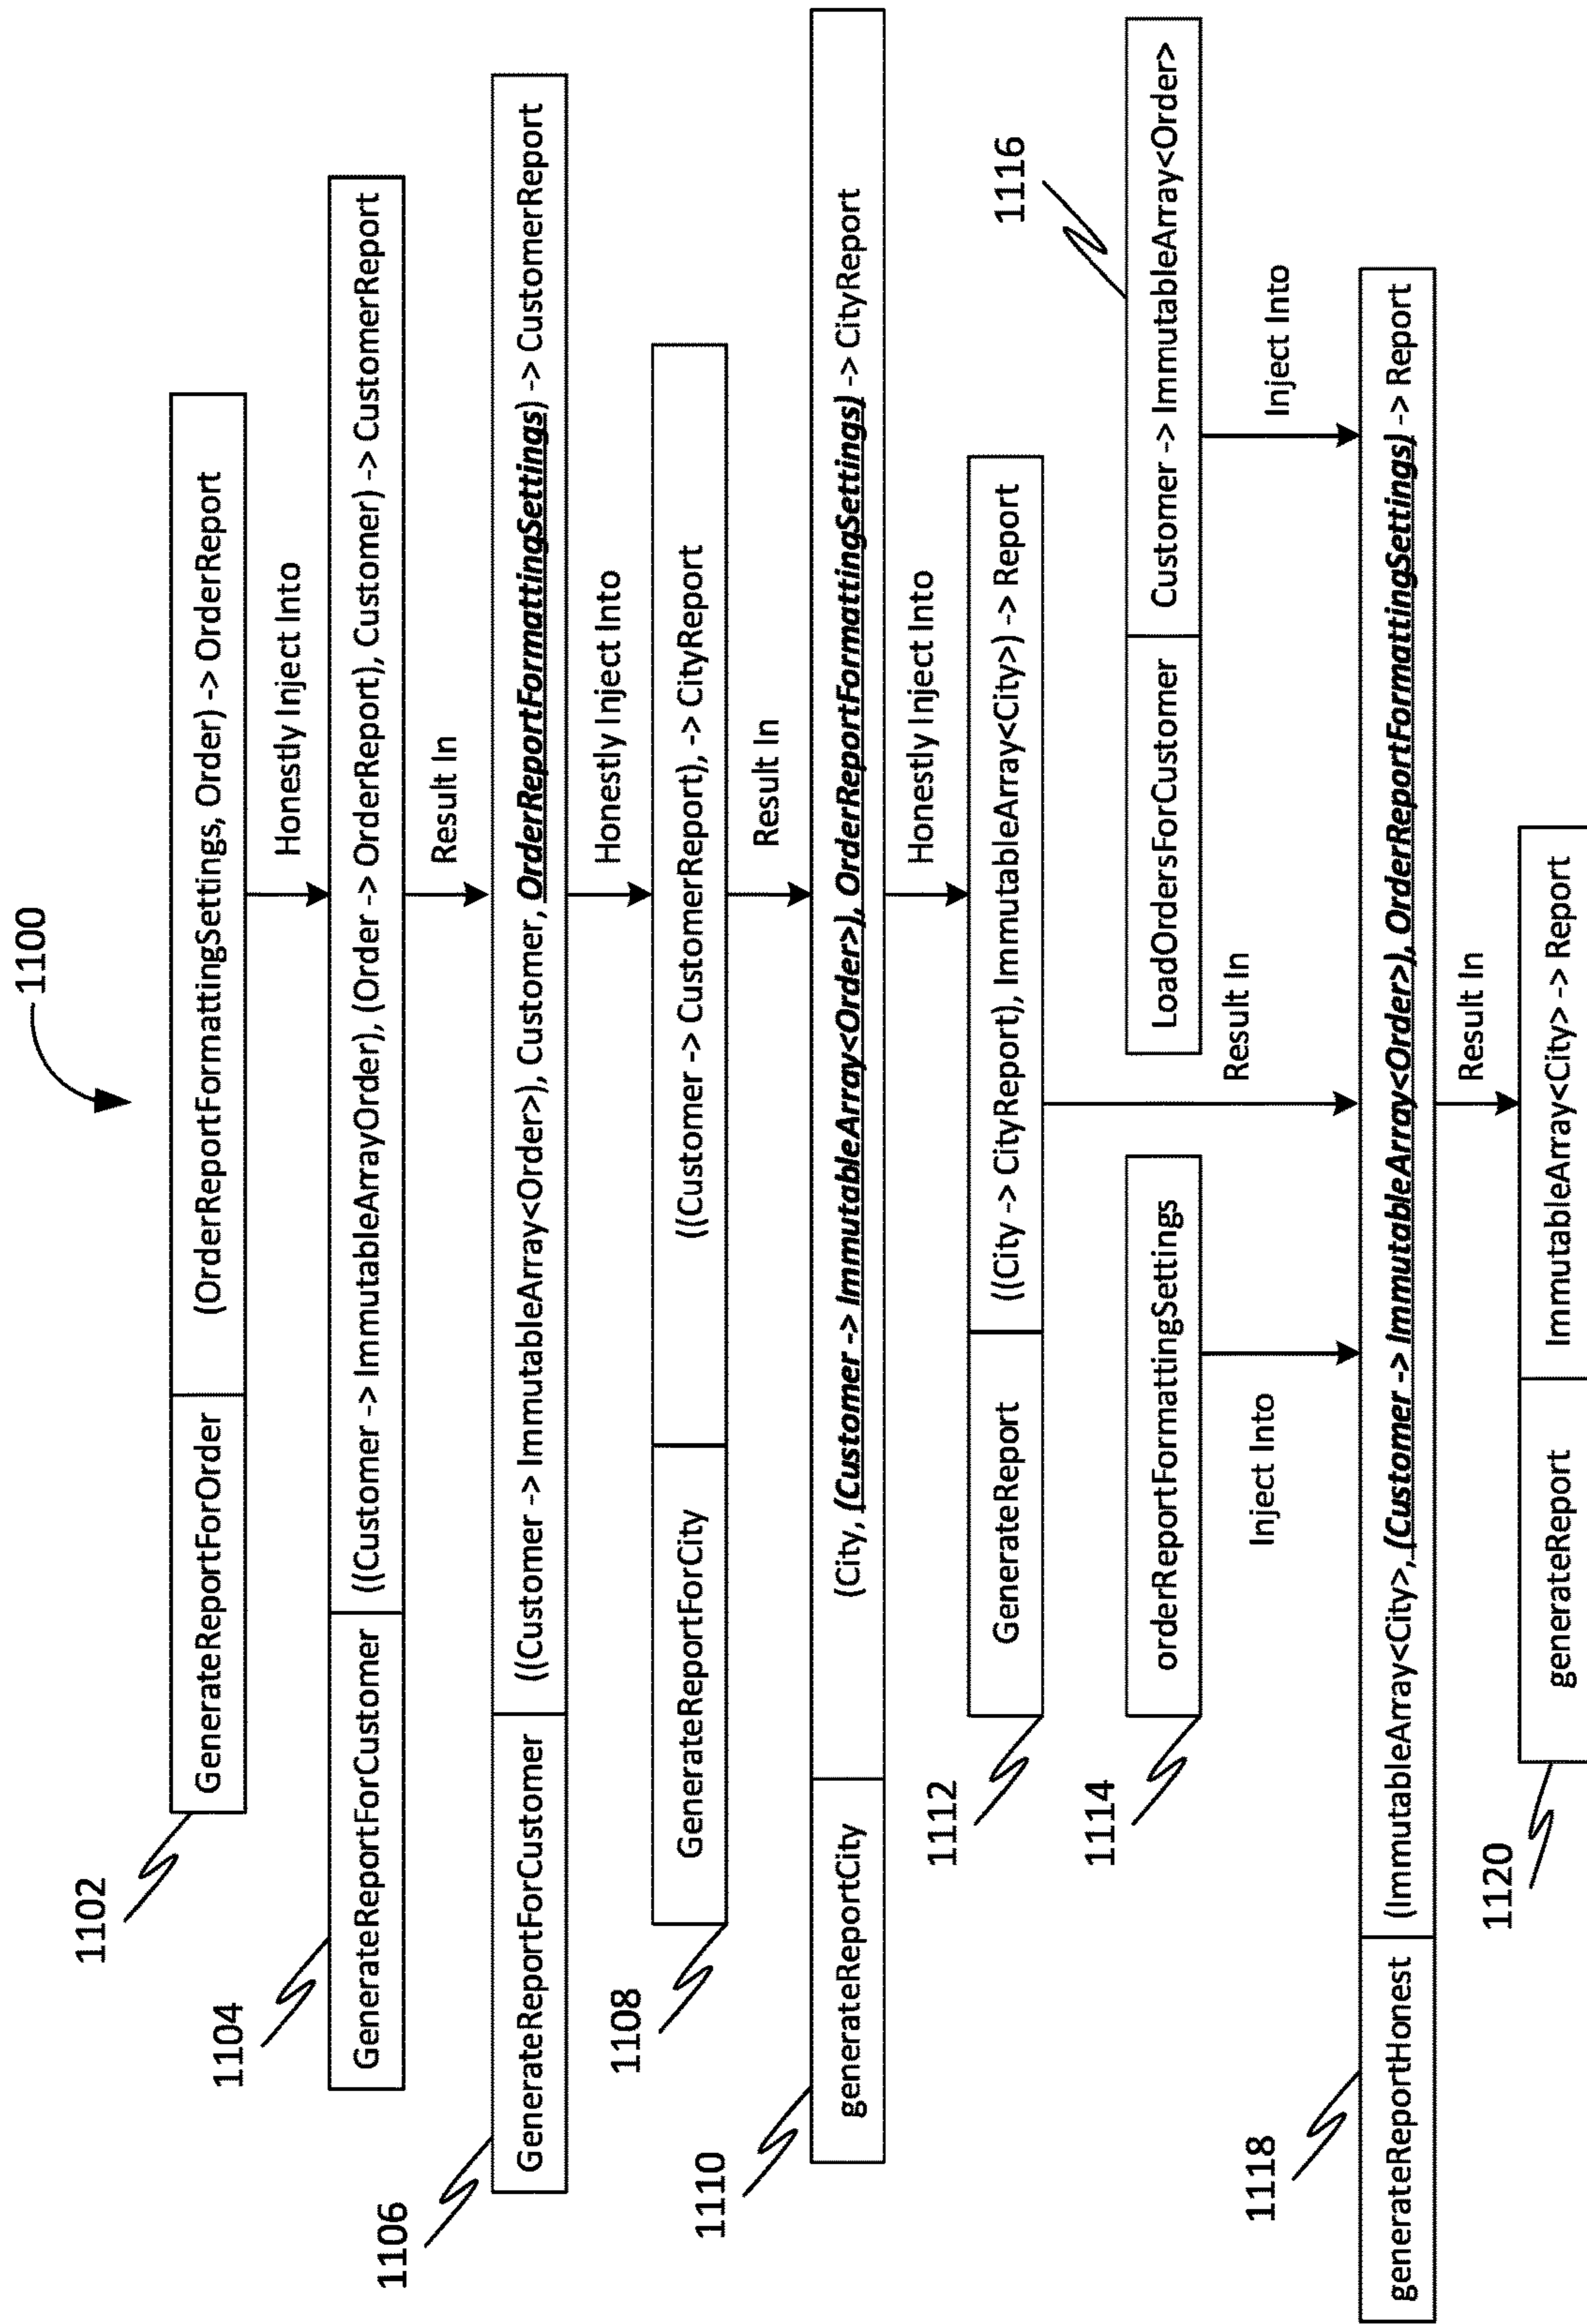 1100
1102
GenerateReportForOrder
(OrderReportFormattingSettings, Order) -> OrderReport
Honestly Inject Into
1104
GenerateReportForCustomer
((Customer -> ImmutableArrayOrder), (Order -> OrderReport), Customer) -> CustomerReport
Result In
1106
GenerateReportForCustomer
((Customer -> ImmutableArray<Order>), Customer, OrderReportFormattingSettings) -> CustomerReport
Honestly Inject Into
1108
GenerateReportForCity
((Customer -> CustomerReport), -> CityReport
Result In
1110
generateReportCity
(City, (Customer -> ImmutableArray<Order>), OrderReportFormattingSettings) -> CityReport
Honestly Inject Into
1112
GenerateReport
((City -> CityReport), ImmutableArray<City>) -> Report
1114
orderReportFormattingSettings
1116
LoadOrdersForCustomer
Customer -> ImmutableArray<Order>
Inject Into
Result In
Inject Into
1118
generateReportHonest
(ImmutableArray<City>, (Customer -> ImmutableArray<Order>), OrderReportFormattingSettings) -> Report
Result In
1120
generateReport
ImmutableArray<City> -> Report